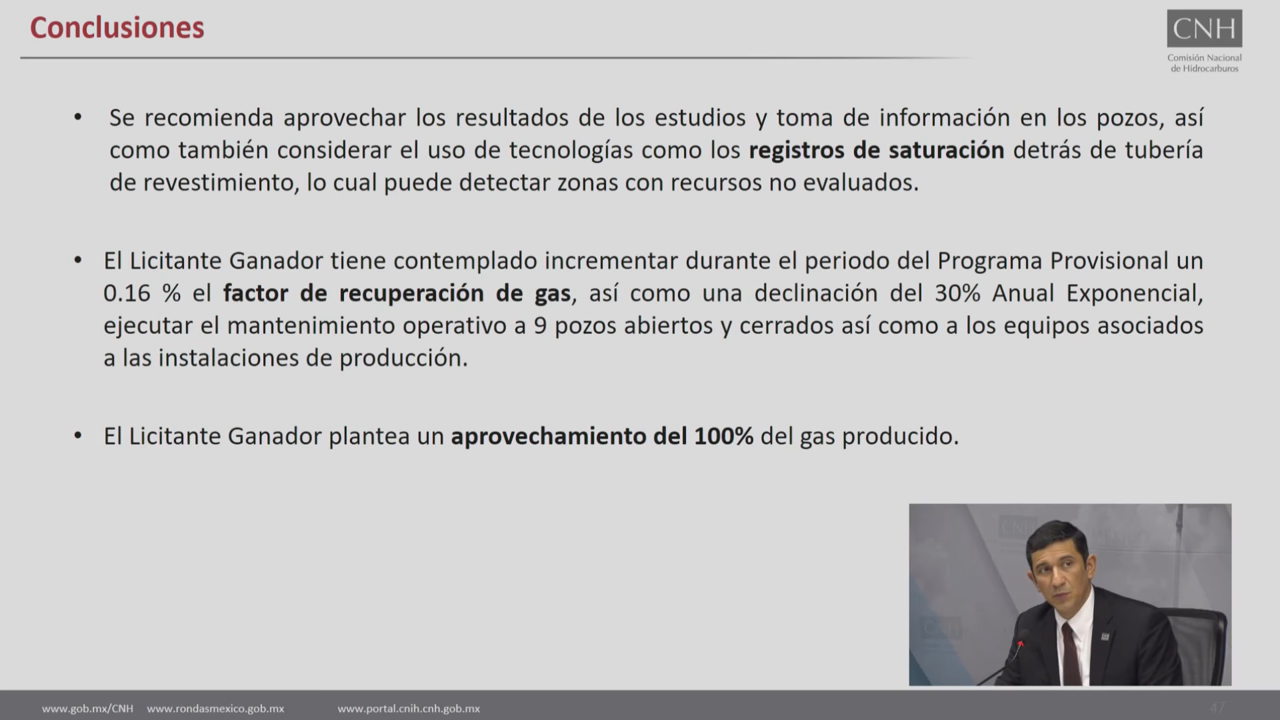 Conclusiones
CNH
Comisión Nacional
de Hidrocarburos
• Se recomienda aprovechar los resultados de los estudios y toma de información en los pozos, así
como también considerar el uso de tecnologías como los registros de saturación detrás de tubería
de revestimiento, lo cual puede detectar zonas con recursos no evaluados.
• El Licitante Ganador tiene contemplado incrementar durante el periodo del Programa Provisional un
0.16 % el factor de recuperación de gas, así como una declinación del 30% Anual Exponencial,
ejecutar el mantenimiento operativo a 9 pozos abiertos y cerrados así como a los equipos asociados
a las instalaciones de producción.
• El Licitante Ganador plantea un aprovechamiento del 100% del gas producido.
CNH
www.gob.mx/CNH www.rondasmexico.gob.mx www.portal.cnih.cnh.gob.mx
47